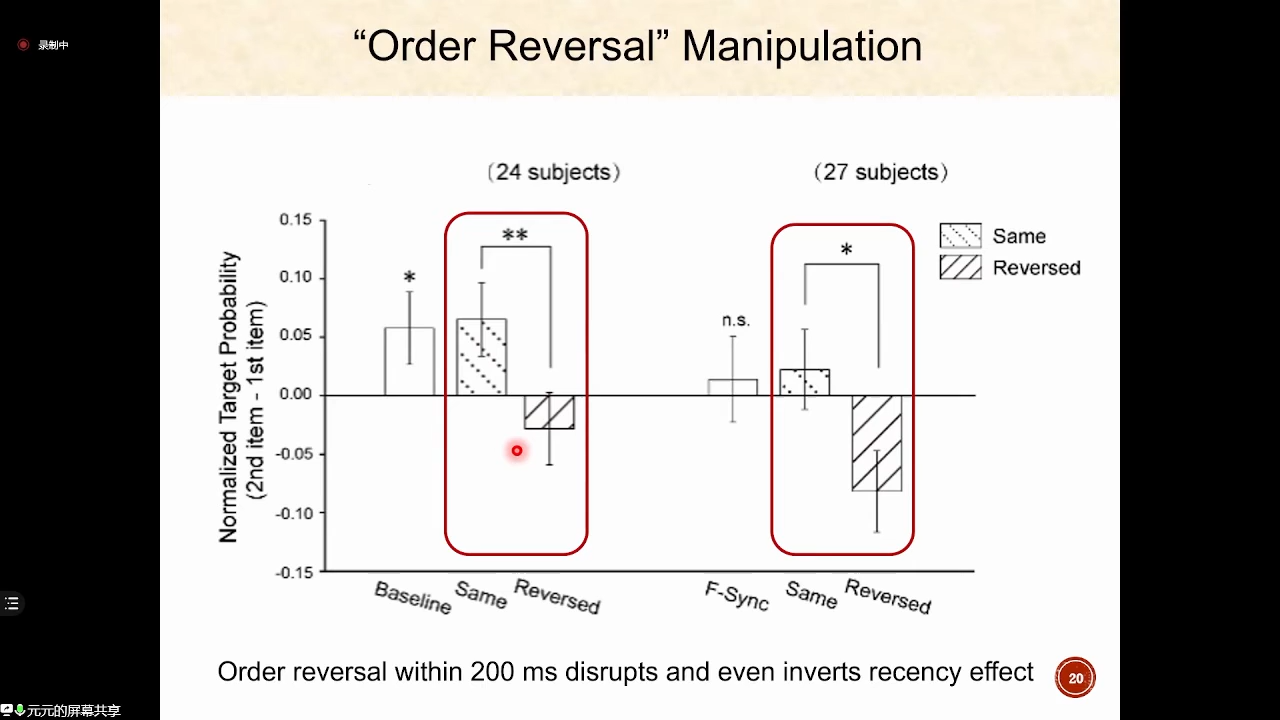 录制中
“Order Reversal” Manipulation
（24 subjects）
（27 subjects）
Normalized Target Probability
(2nd item - 1st item)
0.15
0.10
0.05
0.00
-0.05
-0.10
-0.15
*
**
n.s.
*
Same
Reversed
Baseline
Same
Reversed
F-Sync
Same
Reversed
Order reversal within 200 ms disrupts and even inverts recency effect
20
元元的屏幕共享